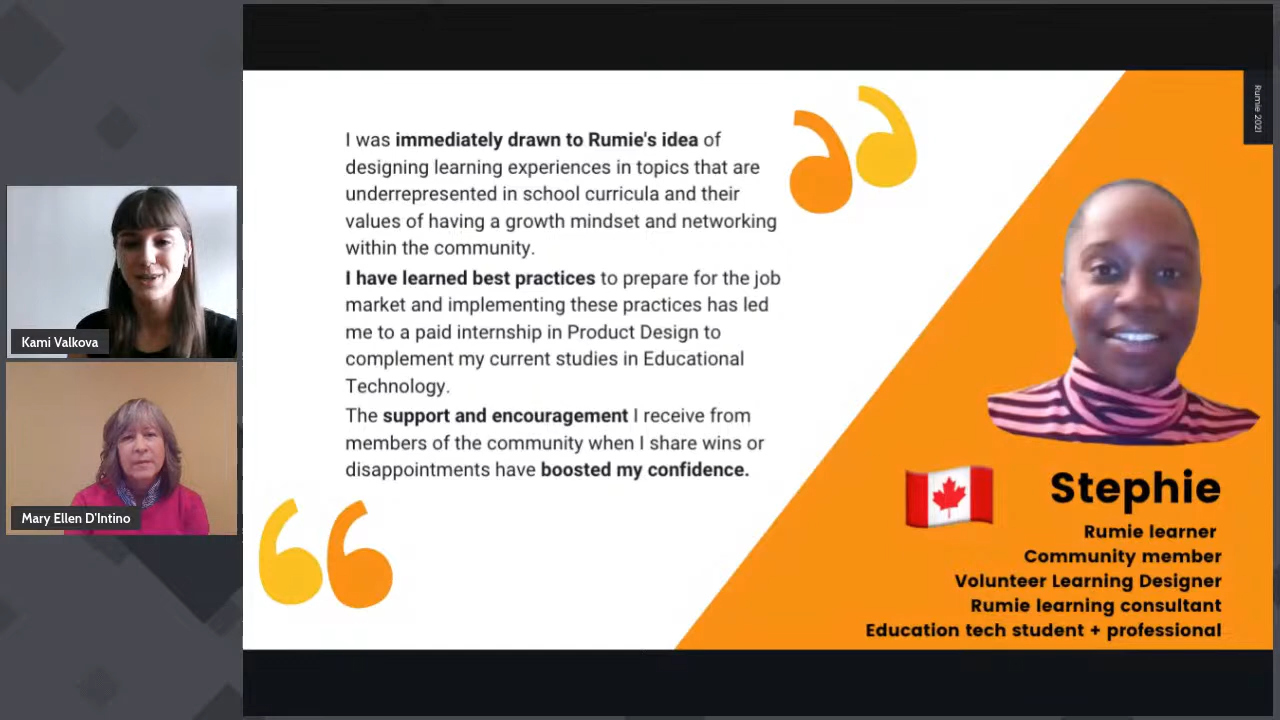 I was immediately drawn to Rumie's idea of
designing learning experiences in topics that are
underrepresented in school curricula and their
values of having a growth mindset and networking
within the community.
I have learned best practices to prepare for the job
market and implementing these practices has led
me to a paid internship in Product Design to
complement my current studies in Educational
Technology.
The support and encouragement I receive from
members of the community when I share wins or
disappointments have boosted my confidence.
Rumie 2021
Stephie
Rumie learner
Community member
Volunteer Learning Designer
Rumie learning consultant
Education tech student + professional
Kami Valkova
Mary Ellen D'Intino